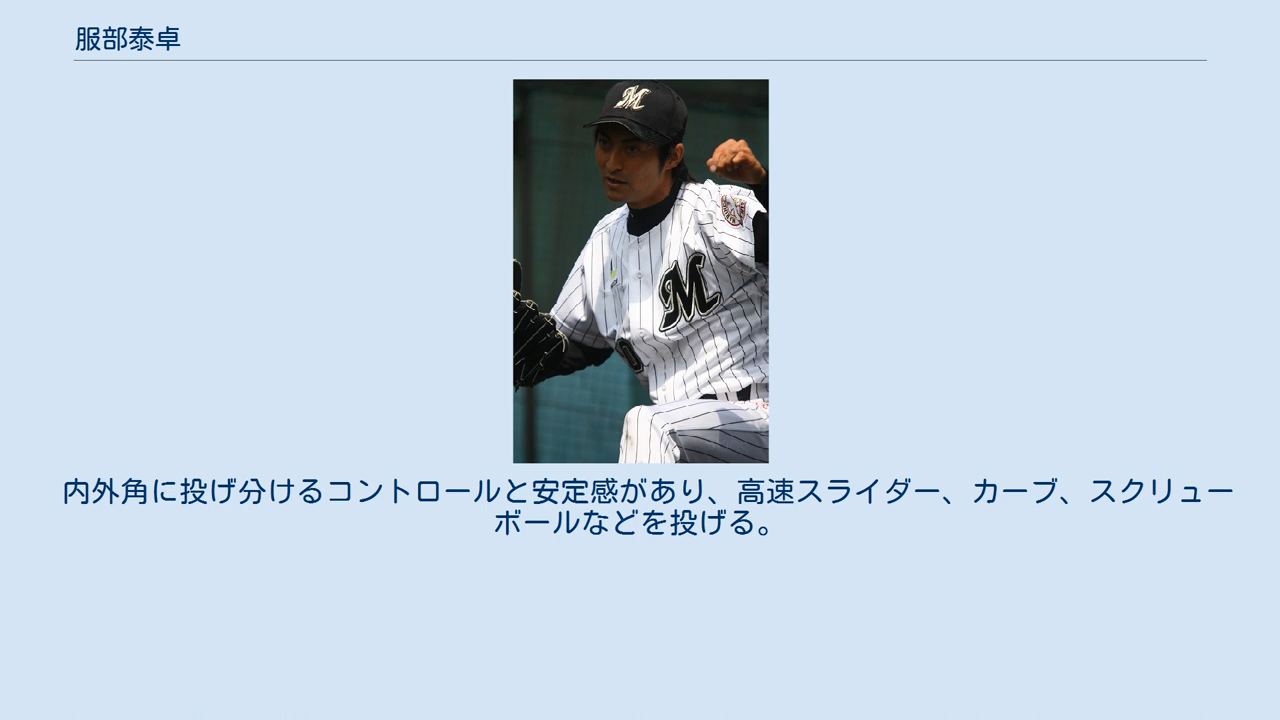 服部泰卓
M
M
内外角に投げ分けるコントロールと安定感があり、高速スライダー、カーブ、スクリュー
ボールなどを投げる。